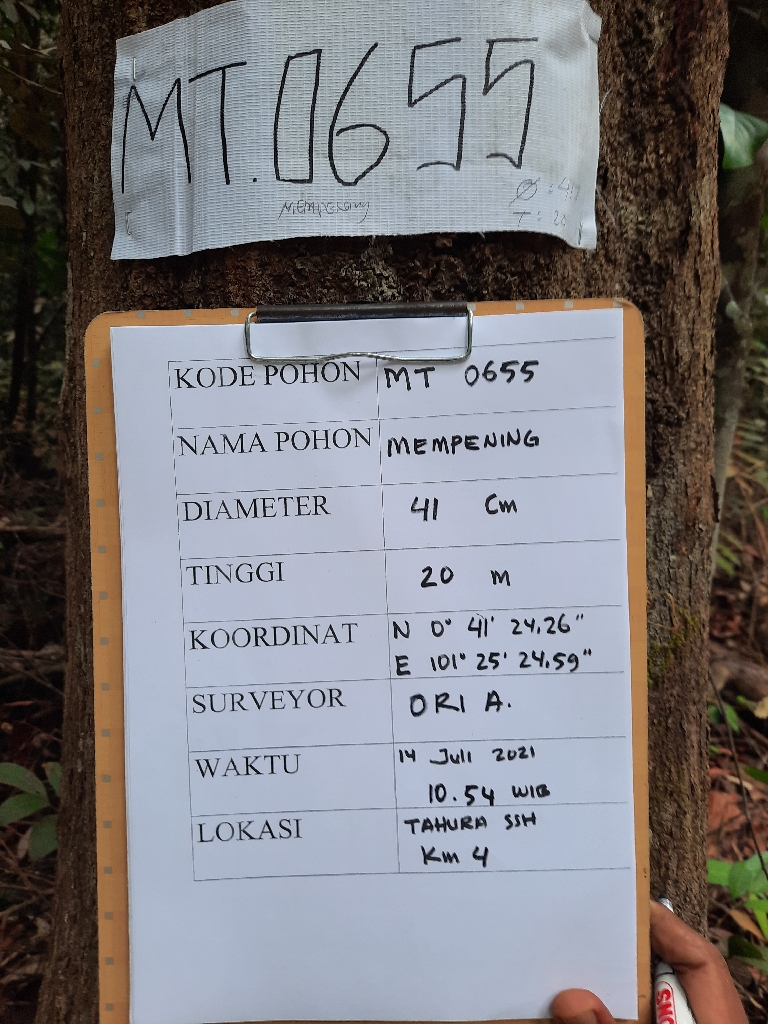 MT.0655
Mempening
T : 20
KODE POHON MT 0655
NAMA POHON MEMPENING
DIAMETER 41 Cm
TINGGI 20 m
KOORDINAT N 0° 41' 24.26"
E 101° 25' 24.59"
SURVEYOR ORI A.
WAKTU 14 Juli 2021
10.54 WIB
LOKASI TAHURA SSH
Km 4